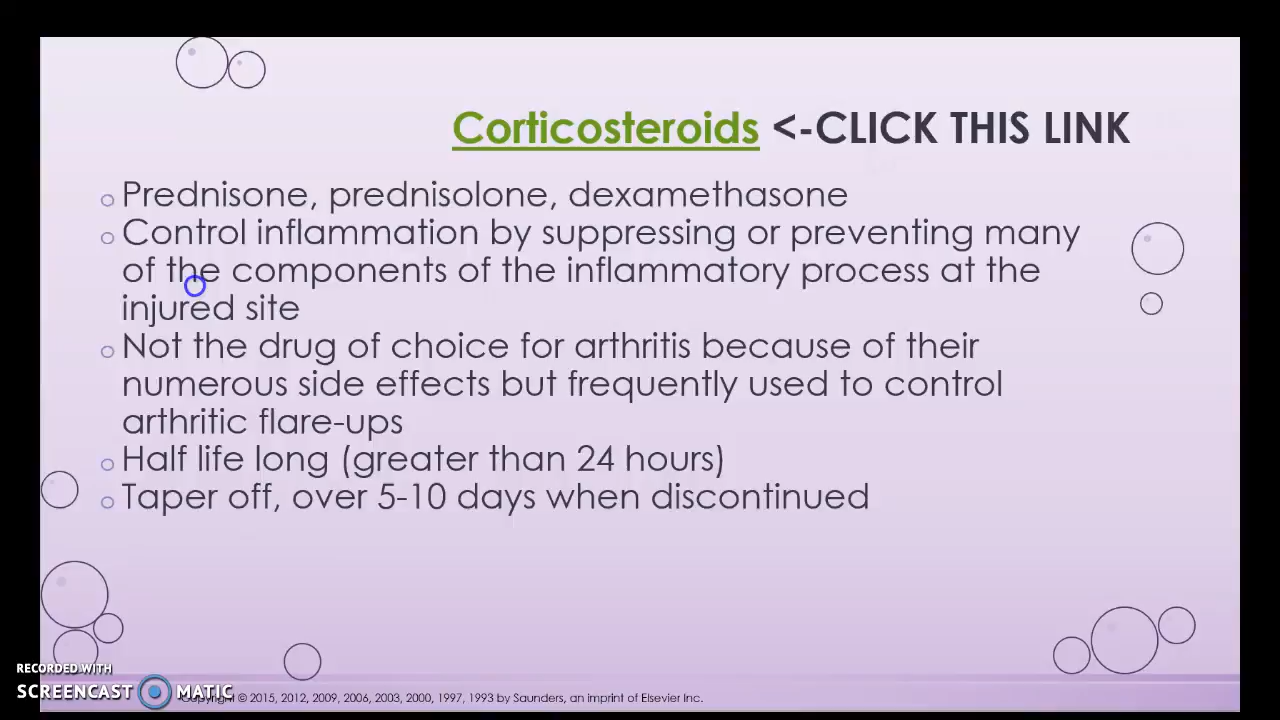 Corticosteroids <-CLICK THIS LINK
Prednisone, prednisolone, dexamethasone
Control inflammation by suppressing or preventing many
of the components of the inflammatory process at the
injured site
Not the drug of choice for arthritis because of their
numerous side effects but frequently used to control
arthritic flare-ups
Half life long (greater than 24 hours)
Taper off, over 5-10 days when discontinued
RECORDED WITH
SCREENCAST MATIC
Copyright © 2015, 2012, 2009, 2006, 2003, 2000, 1997, 1993 by Saunders, an imprint of Elsevier Inc.